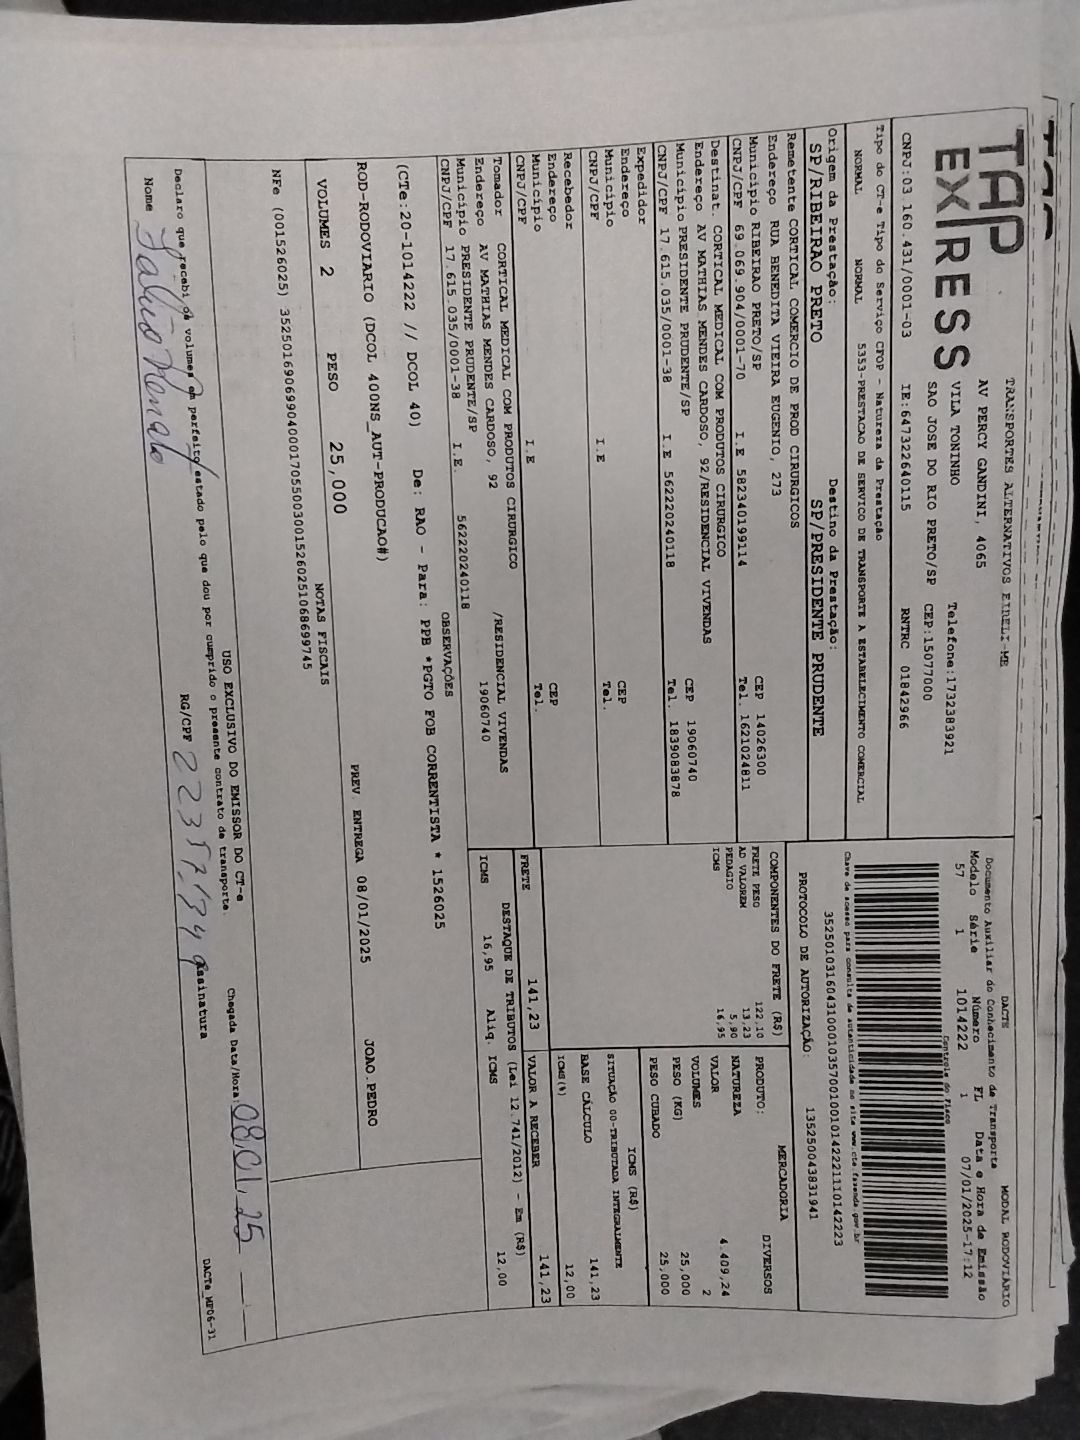 TAP
EXPRESS
TRANSPORTES ALTERNATIVOS EIRELI-ME
AV PERCY GANDINI, 4065
VILA TONINHO Telefone:1732383921
SAO JOSE DO RIO PRETO/SP CEP:15077000
CNPJ:03 160.431/0001-03 IE:647322640115 RNTRC 01842966
DACTE MODAL RODOVIARIO
Documento Auxiliar do Conhecimento de Transporte
Modelo Série Número FL Data e Hora de Emissão
57 1 1014222 1 07/01/2025-17:12
Controle do Fisco
35250103160431000103570010010142221110142223
Chave de acesso para consulta de autenticidade no site www.cte.fazenda.gov.br
PROTOCOLO DE AUTORIZAÇÃO: 135250043831941
Tipo do CT-e Tipo do Serviço CFOP - Natureza da Prestação
NORMAL NORMAL 5353-PRESTACAO DE SERVICO DE TRANSPORTE A ESTABELECIMENTO COMERCIAL
Origem da Prestação: Destino da Prestação:
SP/RIBEIRAO PRETO SP/PRESIDENTE PRUDENTE
Remetente CORTICAL COMERCIO DE PROD CIRURGICOS
Endereço RUA BENEDITA VIEIRA EUGENIO, 273
Município RIBEIRAO PRETO/SP CEP 14026300
CNPJ/CPF 69.069.904/0001-70 I.E 582340199114 Tel. 1621024811
Destinat. CORTICAL MEDICAL COM PRODUTOS CIRURGICO
Endereço AV MATHIAS MENDES CARDOSO, 92/RESIDENCIAL VIVENDAS
Município PRESIDENTE PRUDENTE/SP CEP 19060740
CNPJ/CPF 17.615.035/0001-38 I.E 562220240118 Tel. 1839083878
Expedidor
Endereço
Município CEP
CNPJ/CPF I.E Tel.
Recebedor
Endereço
Município CEP
CNPJ/CPF I.E Tel.
Tomador CORTICAL MEDICAL COM PRODUTOS CIRURGICO
Endereço AV MATHIAS MENDES CARDOSO, 92 /RESIDENCIAL VIVENDAS
Município PRESIDENTE PRUDENTE/SP 19060740
CNPJ/CPF 17.615.035/0001-38 I.E. 562220240118
COMPONENTES DO FRETE (R$)
FRETE PESO 122,10
AD VALOREM 13,23
PEDAGIO 5,90
ICMS 16,95
MERCADORIA
PRODUTO: DIVERSOS
NATUREZA
VALOR 4.409,24
VOLUMES 2
PESO (KG) 25,000
PESO CUBADO 25,000
ICMS (R$)
SITUAÇÃO 00-TRIBUTADA INTEGRALMENTE
BASE CÁLCULO 141,23
ICMS(%) 12,00
FRETE 141,23 VALOR A RECEBER 141,23
DESTAQUE DE TRIBUTOS (Lei 12.741/2012) - Em (R$)
ICMS 16,95 Aliq. ICMS 12,00
OBSERVAÇÕES
(CTe:20-1014222 // DCOL 40) De: RAO - Para: PPB *PGTO FOB CORRENTISTA * 1526025
ROD-RODOVIARIO (DCOL 400NS_AUT-PRODUCAO#)
PREV. ENTREGA 08/01/2025 JOAO.PEDRO
VOLUMES 2 PESO 25,000
NOTAS FISCAIS
NFe (001526025) 35250169069904000170550030015260251068699745
USO EXCLUSIVO DO EMISSOR DO CT-e
Declaro que recebi os volumes em perfeito estado pelo que dou por cumprido o presente contrato de transporte. Chegada Data/Hora: 08,01,25
Nome RG/CPF Assinatura
DACTe_MF06-31